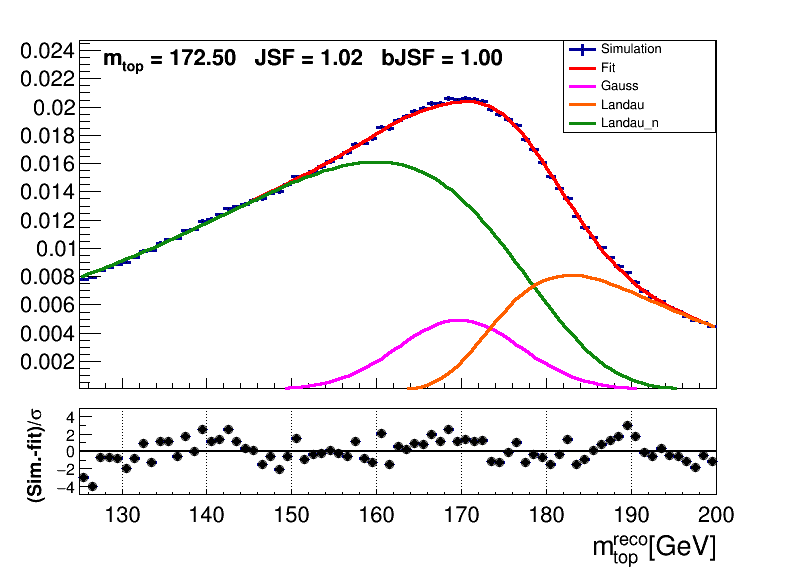 m_top = 172.50 JSF = 1.02 bJSF = 1.00
Simulation
Fit
Gauss
Landau
Landau_n
0.024
0.022
0.02
0.018
0.016
0.014
0.012
0.01
0.008
0.006
0.004
0.002
(Sim.-fit)/σ
4
2
0
−2
−4
130 140 150 160 170 180 190 200
m_top^reco[GeV]